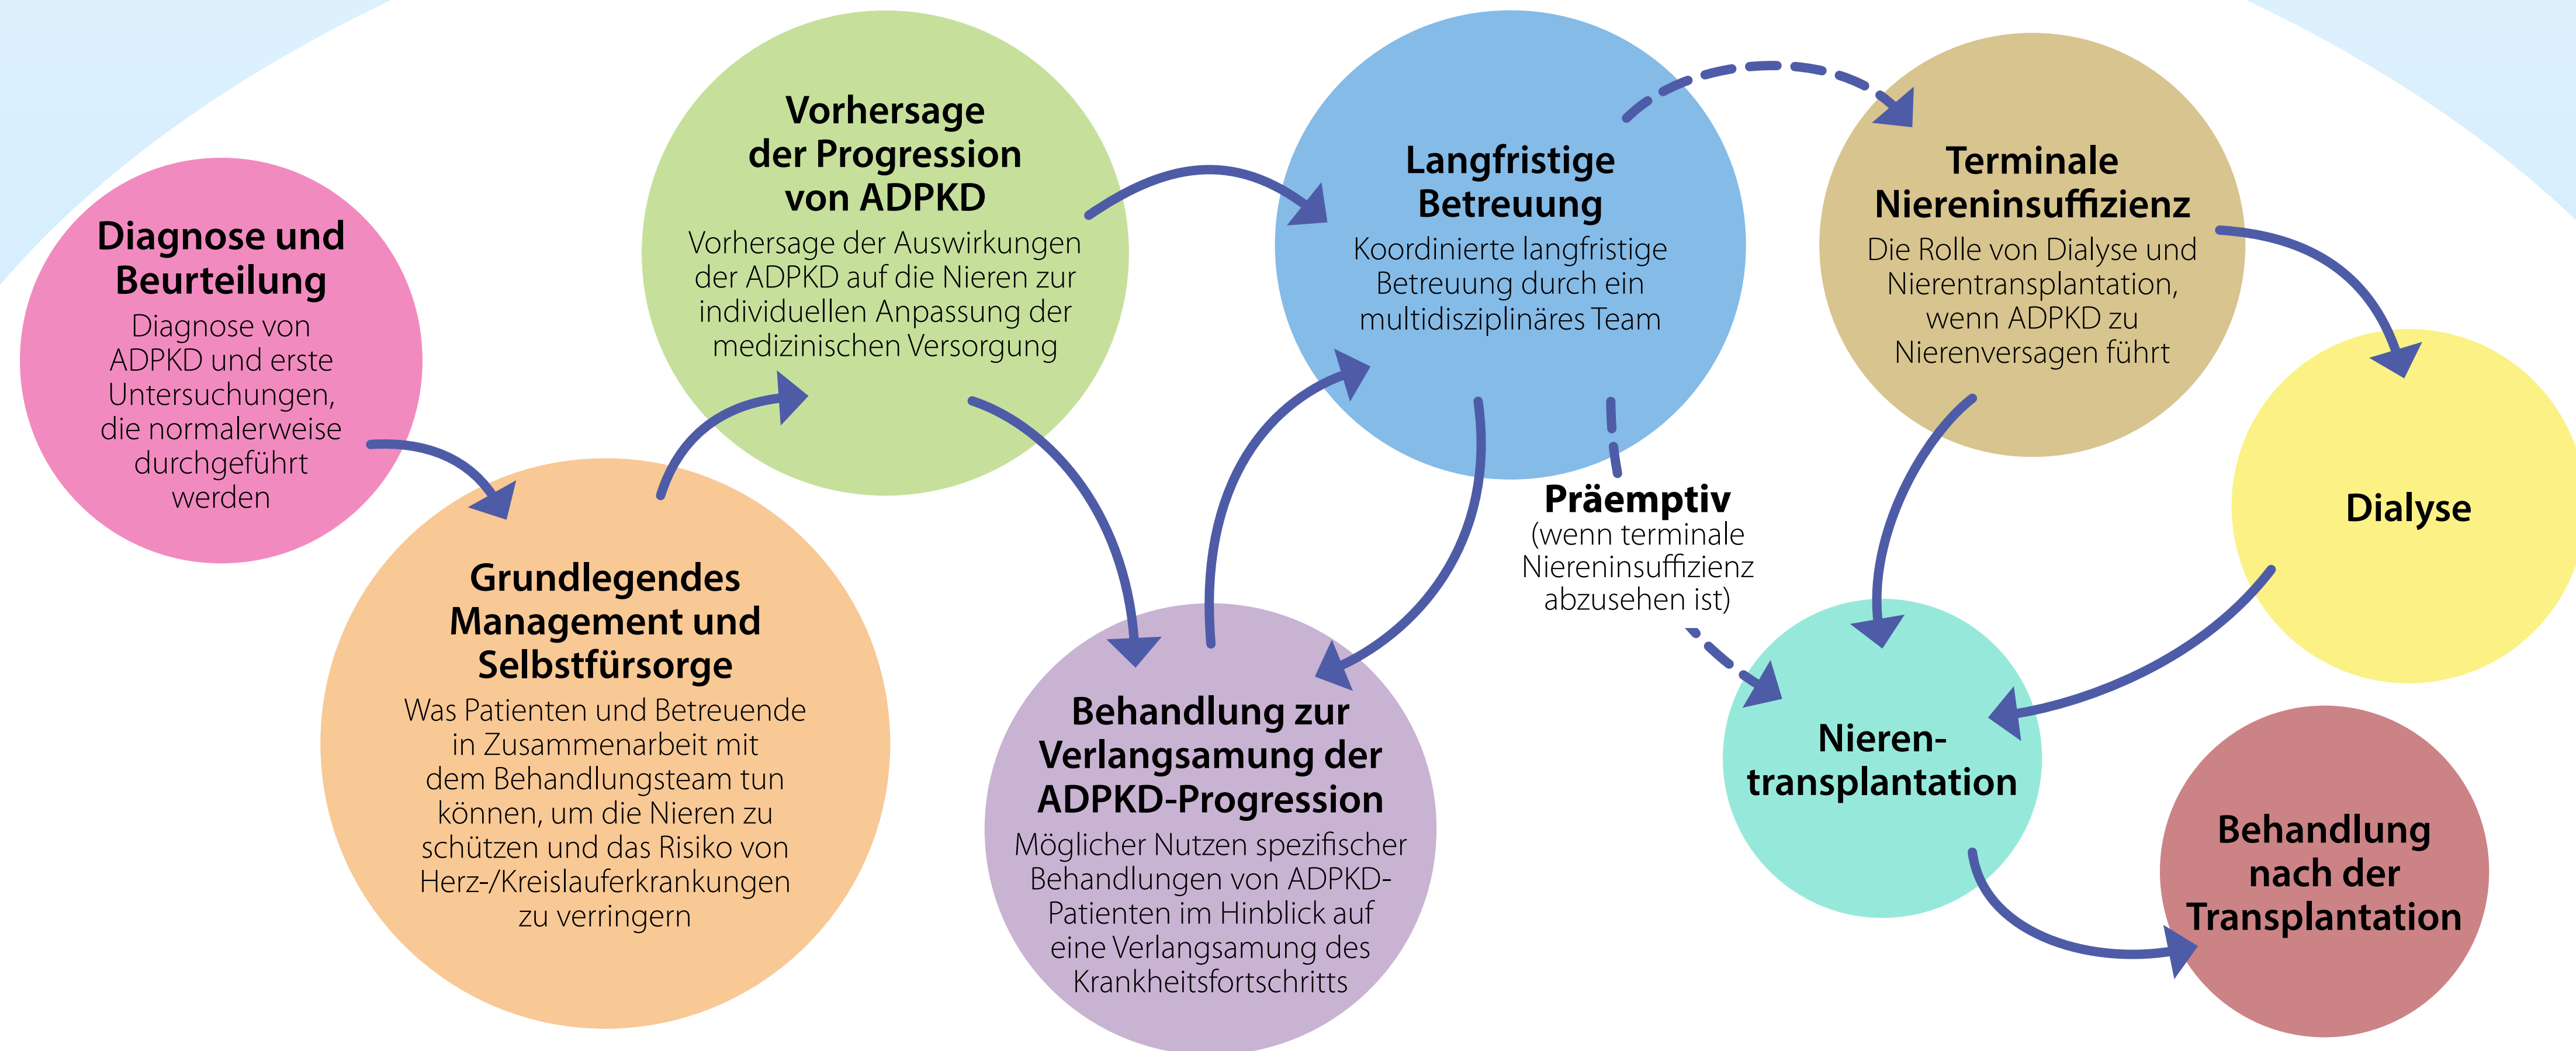 Diagnose und
Beurteilung
Diagnose von
ADPKD und erste
Untersuchungen,
die normalerweise
durchgeführt
werden
Grundlegendes
Management und
Selbstfürsorge
Was Patienten und Betreuende
in Zusammenarbeit mit
dem Behandlungsteam tun
können, um die Nieren zu
schützen und das Risiko von
Herz-/Kreislauferkrankungen
zu verringern
Vorhersage
der Progression
von ADPKD
Vorhersage der Auswirkungen
der ADPKD auf die Nieren zur
individuellen Anpassung der
medizinischen Versorgung
Behandlung zur
Verlangsamung der
ADPKD-Progression
Möglicher Nutzen spezifischer
Behandlungen von ADPKD-
Patienten im Hinblick auf
eine Verlangsamung des
Krankheitsfortschritts
Langfristige
Betreuung
Koordinierte langfristige
Betreuung durch ein
multidisziplinäres Team
Präemptiv
(wenn terminale
Niereninsuffizienz
abzusehen ist)
Terminale
Niereninsuffizienz
Die Rolle von Dialyse und
Nierentransplantation,
wenn ADPKD zu
Nierenversagen führt
Dialyse
Nieren-
transplantation
Behandlung
nach der
Transplantation